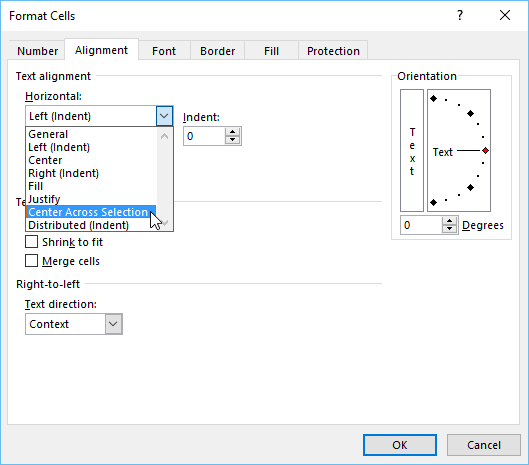 Format Cells
? ×
Number Alignment Font Border Fill Protection
Text alignment
Horizontal:
Left (Indent)
Indent:
0
General
Left (Indent)
Center
Right (Indent)
Fill
Justify
Center Across Selection
Distributed (Indent)
Te
Shrink to fit
Merge cells
Right-to-left
Text direction:
Context
Orientation
Text
Text
0 Degrees
OK Cancel